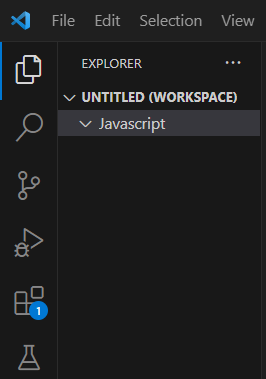 File Edit Selection View
EXPLORER
UNTITLED (WORKSPACE)
Javascript
1